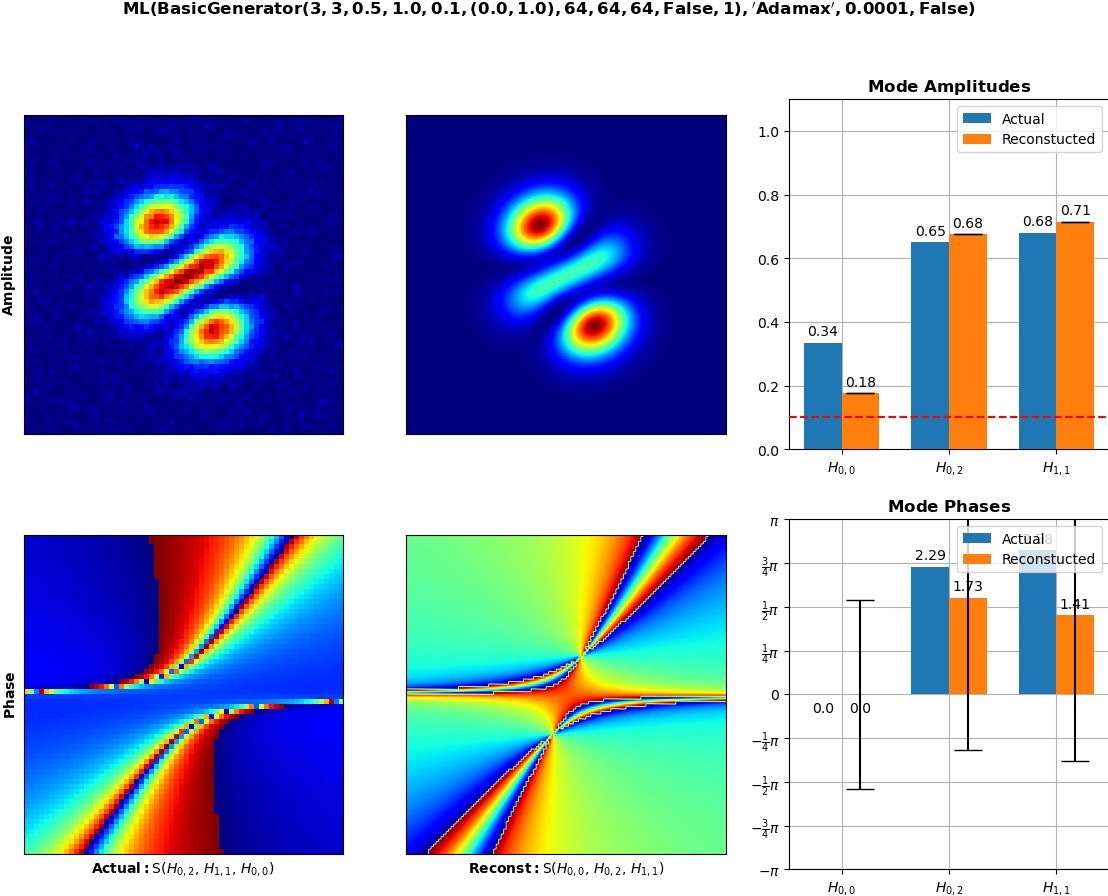 ML(BasicGenerator(3, 3, 0.5, 1.0, 0.1, (0.0, 1.0), 64, 64, 64, False, 1), 'Adamax', 0.0001, False)
Amplitude
Mode Amplitudes
Actual
Reconstucted
1.0
0.8
0.6
0.4
0.2
0.0
0.34
0.18
0.65
0.68
0.68
0.71
H0,0
H0,2
H1,1
Phase
Actual: S(H0,2, H1,1, H0,0)
Reconst: S(H0,0, H0,2, H1,1)
Mode Phases
Actual
Reconstucted
π
3/4π
1/2π
1/4π
0
−1/4π
−1/2π
−3/4π
−π
0.0
0.0
2.29
1.73
1.41
H0,0
H0,2
H1,1